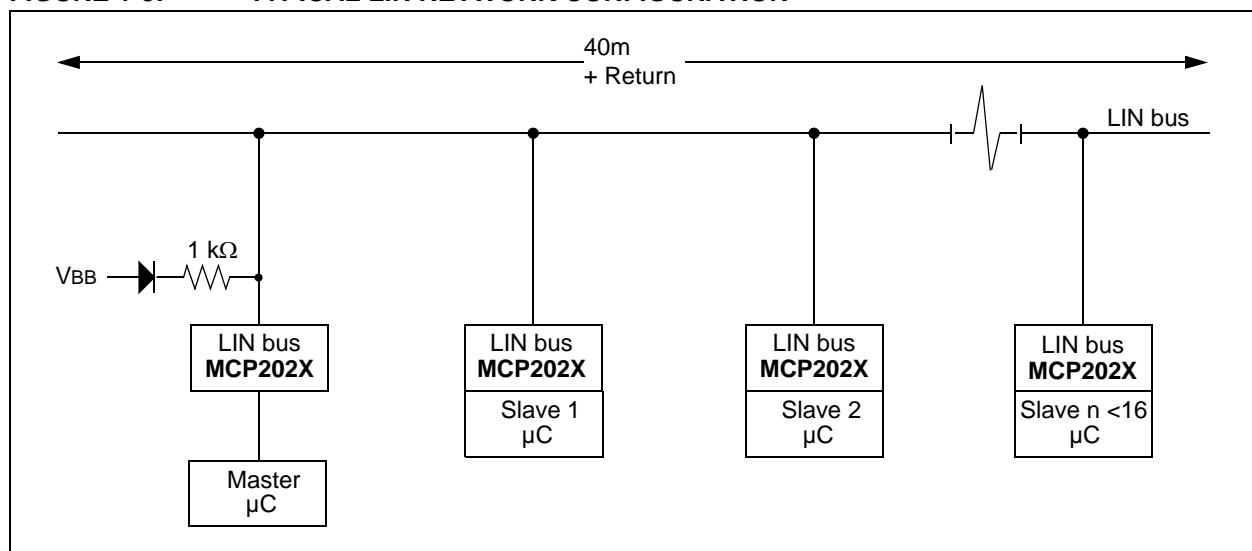 40m
+ Return
LIN bus
1 kΩ
VBB
LIN bus
MCP202X
LIN bus
MCP202X
LIN bus
MCP202X
LIN bus
MCP202X
Slave 1
µC
Slave 2
µC
Slave n <16
µC
Master
µC